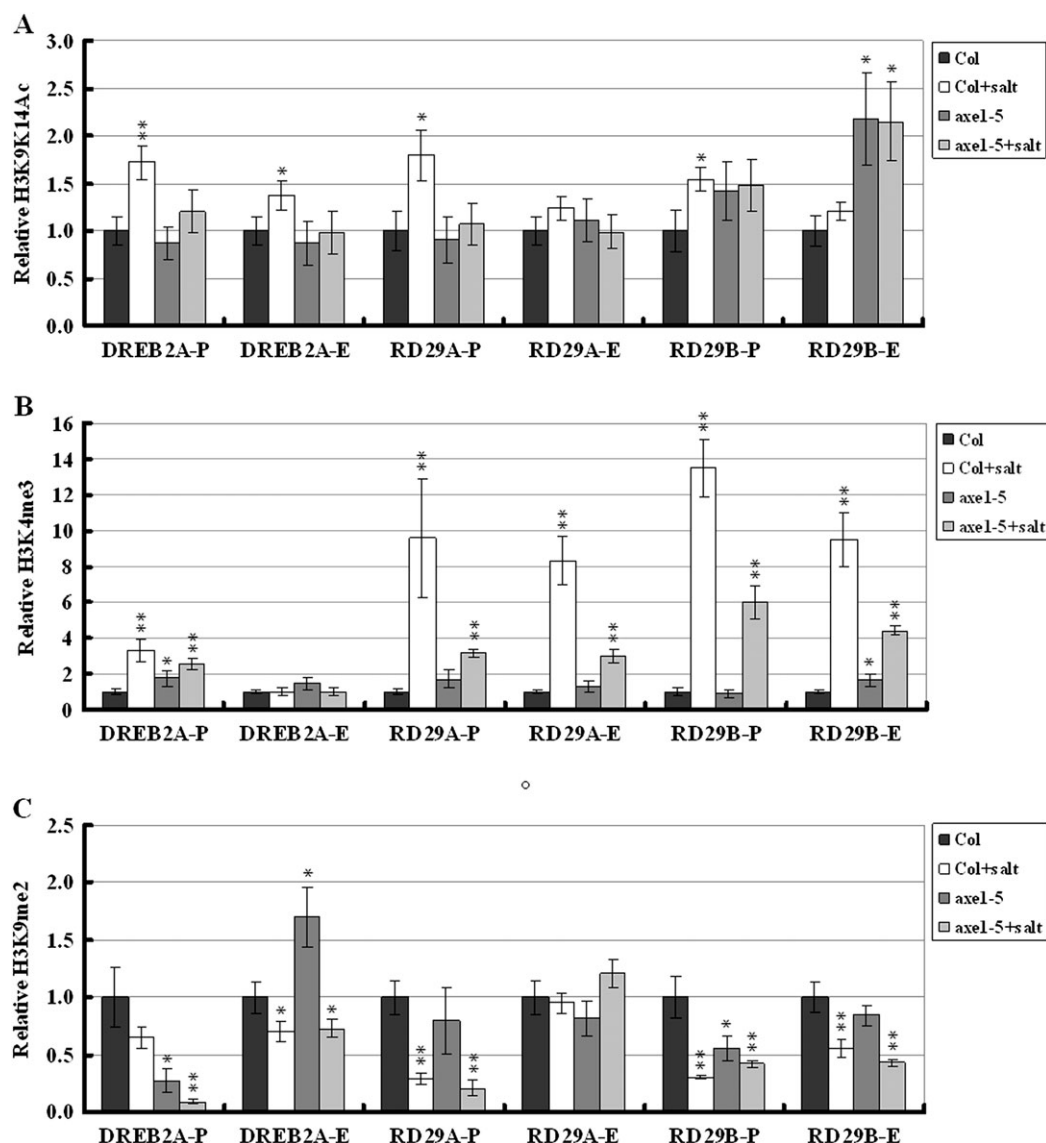 A
Relative H3K9K14Ac
3.0
2.5
2.0
1.5
1.0
0.5
0.0
** * * * * *
DREB2A-P DREB2A-E RD29A-P RD29A-E RD29B-P RD29B-E
Col
Col+salt
axe1-5
axe1-5+salt
B
Relative H3K4me3
16
14
12
10
8
6
4
2
0
** * ** ** ** ** ** ** ** ** * **
DREB2A-P DREB2A-E RD29A-P RD29A-E RD29B-P RD29B-E
Col
Col+salt
axe1-5
axe1-5+salt
C
Relative H3K9me2
2.5
2.0
1.5
1.0
0.5
0.0
* ** * * * ** ** ** * ** ** **
DREB2A-P DREB2A-E RD29A-P RD29A-E RD29B-P RD29B-E
Col
Col+salt
axe1-5
axe1-5+salt